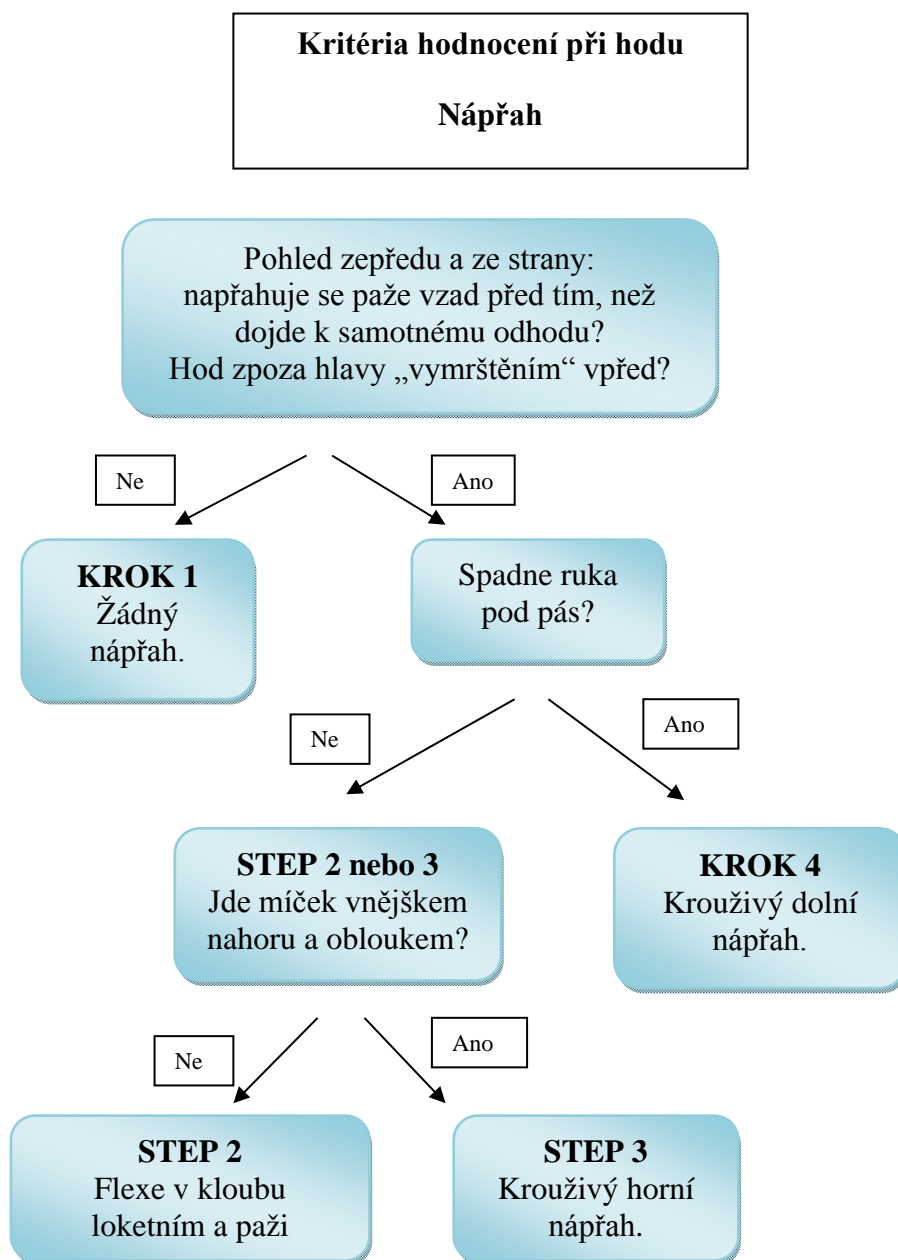 Kritéria hodnocení při hodu
Nápřah
Pohled zepředu a ze strany:
napřahuje se paže vzad před tím, než
dojde k samotnému odhodu?
Hod zpoza hlavy „vymrštěním“ vpřed?
Ne
Ano
KROK 1
Žádný
nápřah.
Spadne ruka
pod pás?
Ne
Ano
STEP 2 nebo 3
Jde míček vnějškem
nahoru a obloukem?
KROK 4
Krouživý dolní
nápřah.
Ne
Ano
STEP 2
Flexe v kloubu
loketním a paži
STEP 3
Krouživý horní
nápřah.